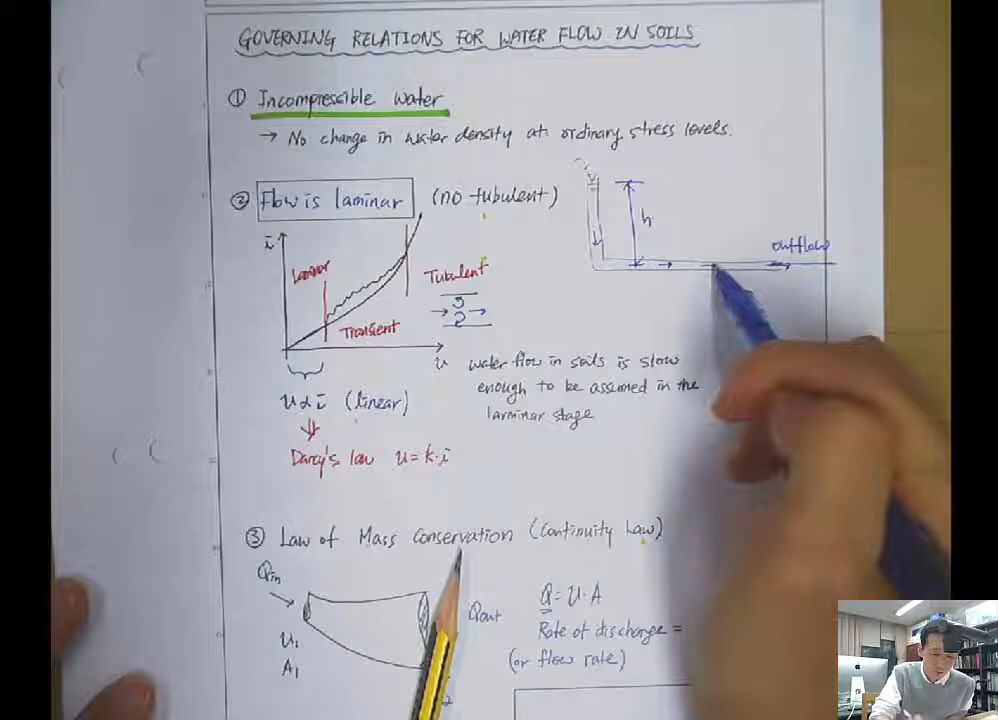 GOVERNING RELATIONS FOR WATER FLOW IN SOILS
① Incompressible water
→ No change in water density at ordinary stress levels.
② Flow is laminar (no tubulent)
h
outflow
i
Laminar
Tubulent
Transient
u
water flow in soils is slow
enough to be assumed in the
larminar stage
u α i (linear)
Darcy's law u = k·i
③ Law of Mass Conservation (Continuity Law)
Qin
Qout
Q = u·A
Rate of discharge =
(or flow rate)
u1
A1